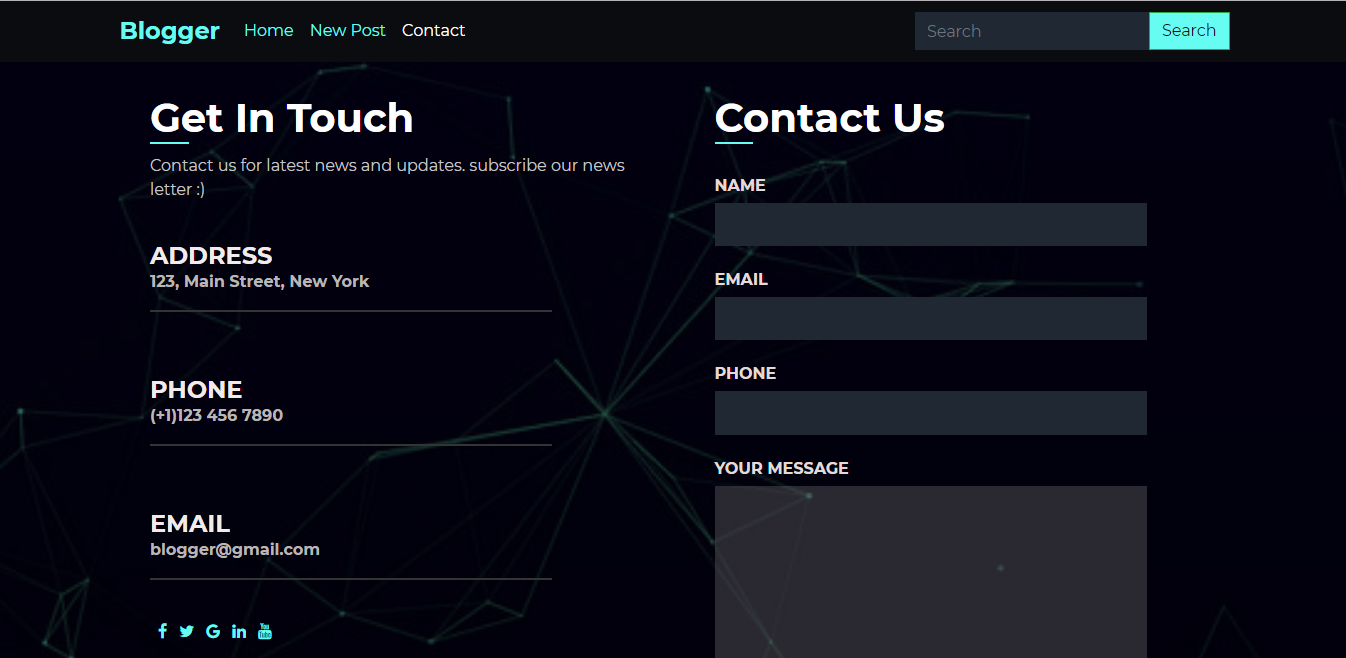 Blogger
Home
New Post
Contact
Search
Search
Get In Touch
Contact us for latest news and updates. subscribe our news
letter :)
ADDRESS
123, Main Street, New York
PHONE
(+1)123 456 7890
EMAIL
blogger@gmail.com
You
Tube
Contact Us
NAME
EMAIL
PHONE
YOUR MESSAGE